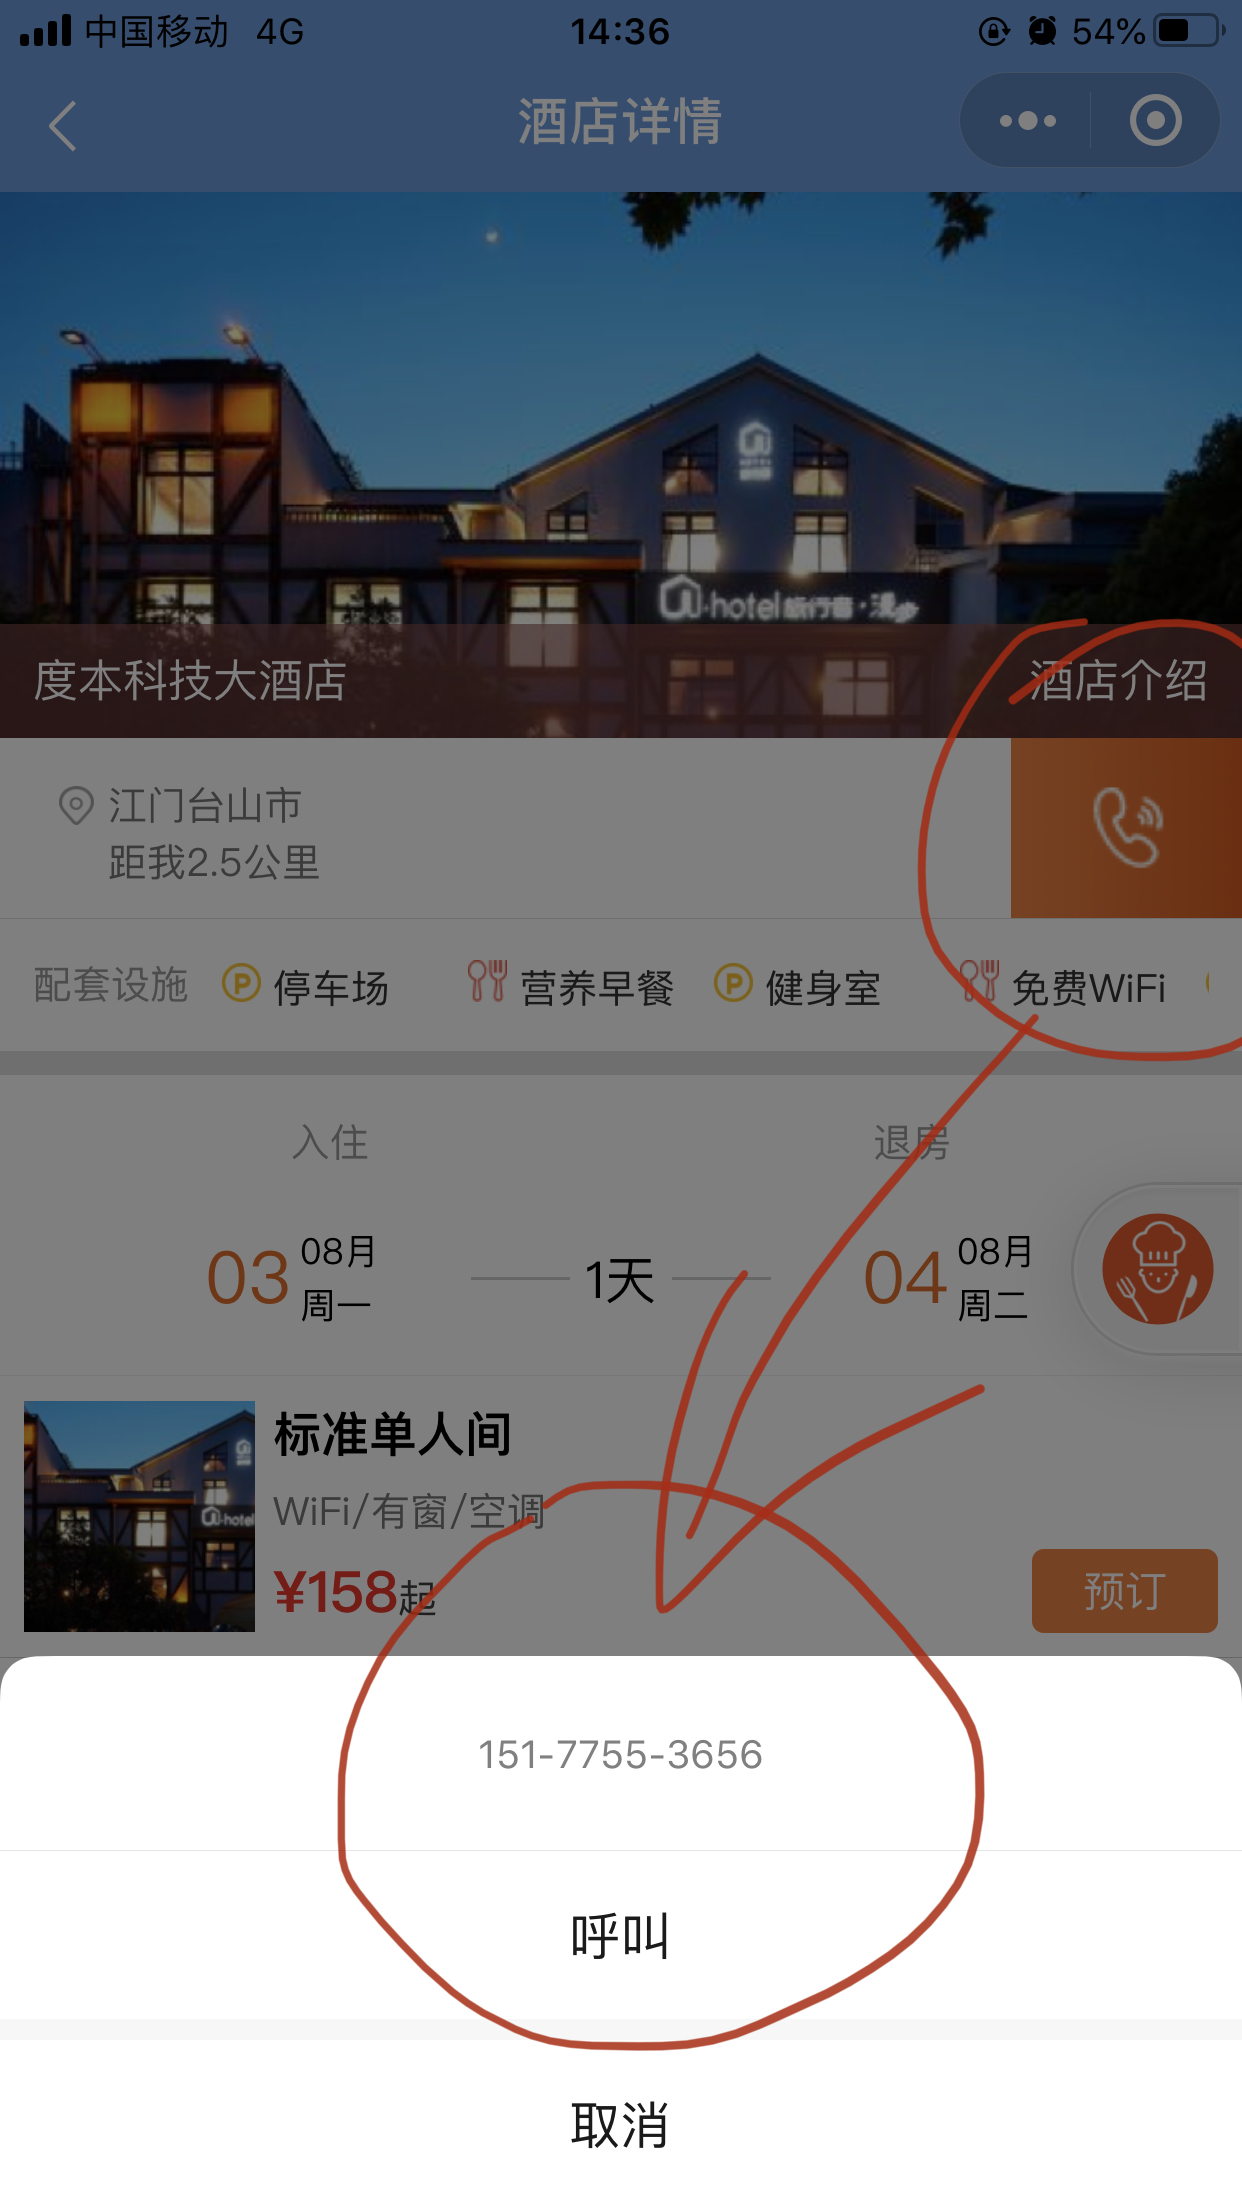 中国移动 4G 14:36 54%
酒店详情
hotel
度本科技大酒店 酒店介绍
江门台山市
距我2.5公里
配套设施 停车场 营养早餐 健身室 免费WiFi
入住 退房
03 08月 周一 1天 04 08月 周二
标准单人间
WiFi/有窗/空调
¥158起 预订
hotel
151-7755-3656
呼叫
取消